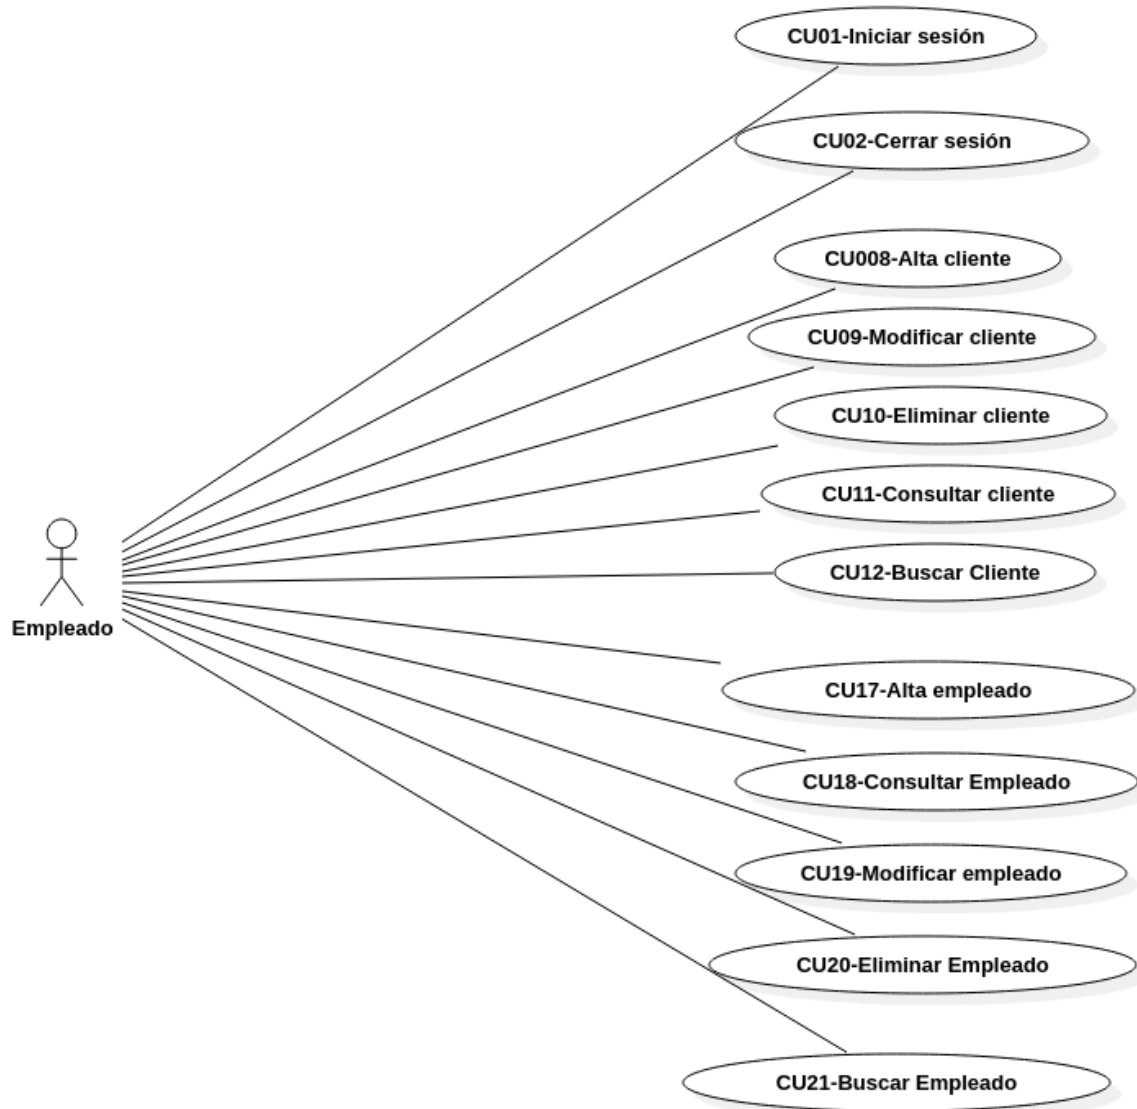 CU01-Iniciar sesión
CU02-Cerrar sesión
CU008-Alta cliente
CU09-Modificar cliente
CU10-Eliminar cliente
CU11-Consultar cliente
CU12-Buscar Cliente
Empleado
CU17-Alta empleado
CU18-Consultar Empleado
CU19-Modificar empleado
CU20-Eliminar Empleado
CU21-Buscar Empleado